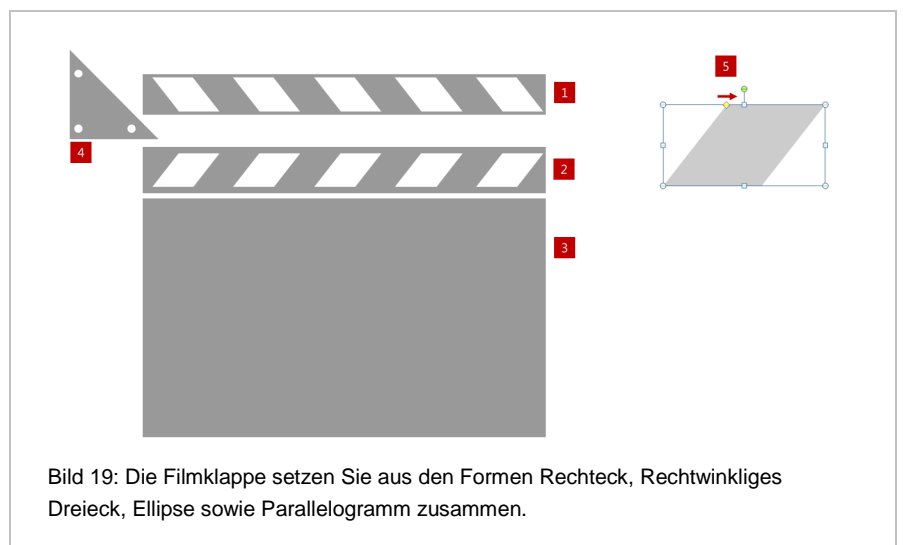 5
1
4
2
3
Bild 19: Die Filmklappe setzen Sie aus den Formen Rechteck, Rechtwinkliges
Dreieck, Ellipse sowie Parallelogramm zusammen.